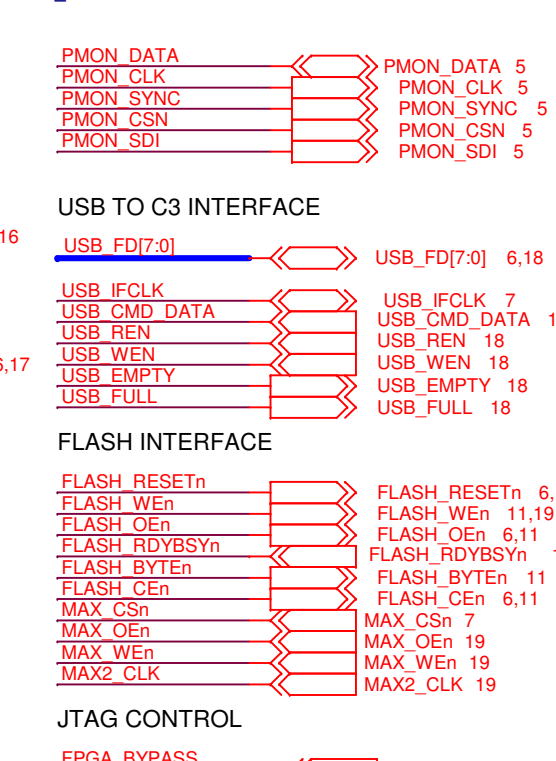 PMON_DATA PMON_DATA 5
PMON_CLK PMON_CLK 5
PMON_SYNC PMON_SYNC 5
PMON_CSN PMON_CSN 5
PMON_SDI PMON_SDI 5
USB TO C3 INTERFACE
16
USB_FD[7:0] USB_FD[7:0] 6,18
USB_IFCLK USB_IFCLK 7
USB_CMD_DATA USB_CMD_DATA 1
USB_REN USB_REN 18
6,17
USB_WEN USB_WEN 18
USB_EMPTY USB_EMPTY 18
USB_FULL USB_FULL 18
FLASH INTERFACE
FLASH_RESETn FLASH_RESETn 6,
FLASH_WEn FLASH_WEn 11,19
FLASH_OEn FLASH_OEn 6,11
FLASH_RDYBSYn FLASH_RDYBSYn
FLASH_BYTEn FLASH_BYTEn 11
FLASH_CEn FLASH_CEn 6,11
MAX_CSn MAX_CSn 7
MAX_OEn MAX_OEn 19
MAX_WEn MAX_WEn 19
MAX2_CLK MAX2_CLK 19
JTAG CONTROL
FPGA_BYPASS